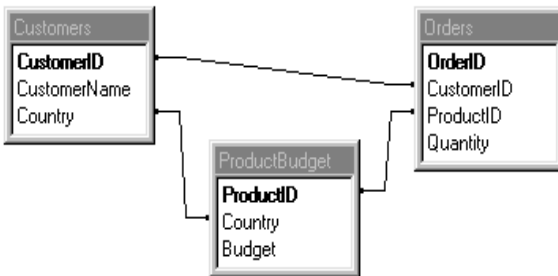 Customers
CustomerID
CustomerName
Country
Orders
OrderID
CustomerID
ProductID
Quantity
ProductBudget
ProductID
Country
Budget